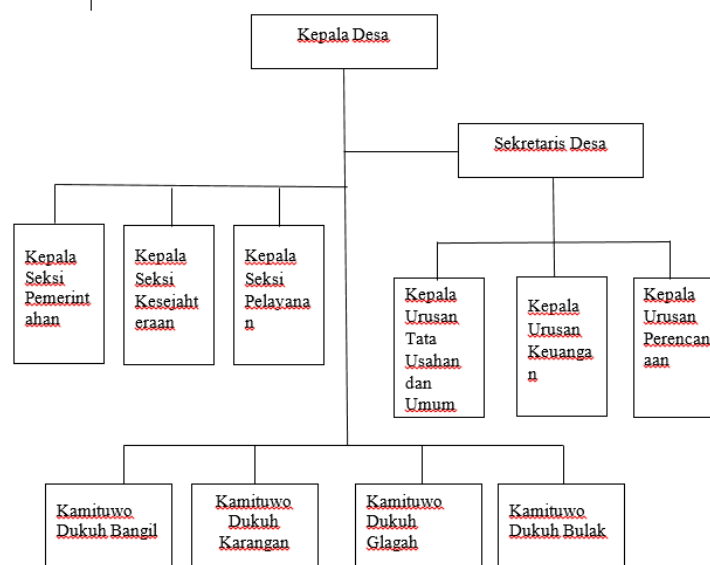 Kepala Desa
Sekretaris Desa
Kepala
Seksi
Pemerint
ahan
Kepala
Seksi
Kesejaht
eraan
Kepala
Seksi
Pelayana
n
Kepala
Urusan
Tata
Usahan
dan
Umum
Kepala
Urusan
Keuanga
n
Kepala
Urusan
Perencan
aan
Kamituwo
Dukuh Bangil
Kamituwo
Dukuh
Karangan
Kamituwo
Dukuh
Glagah
Kamituwo
Dukuh Bulak